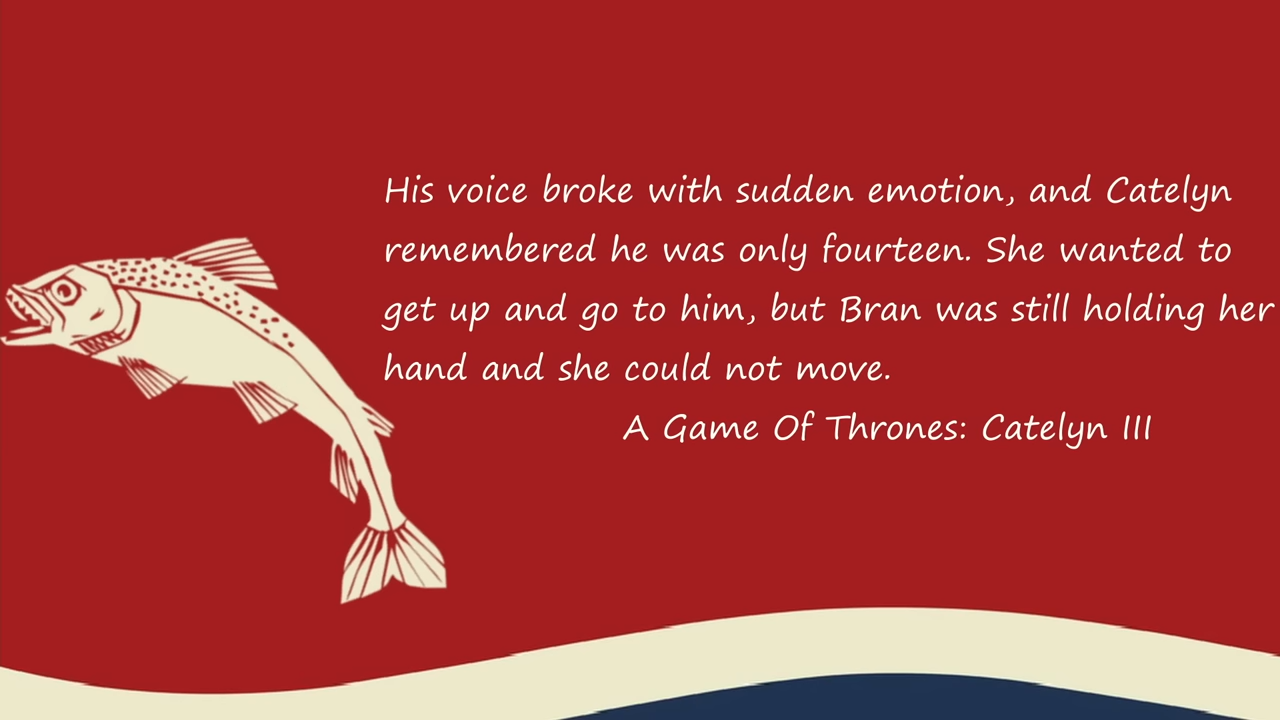 His voice broke with sudden emotion, and Catelyn
remembered he was only fourteen. She wanted to
get up and go to him, but Bran was still holding her
hand and she could not move.
A Game Of Thrones: Catelyn III